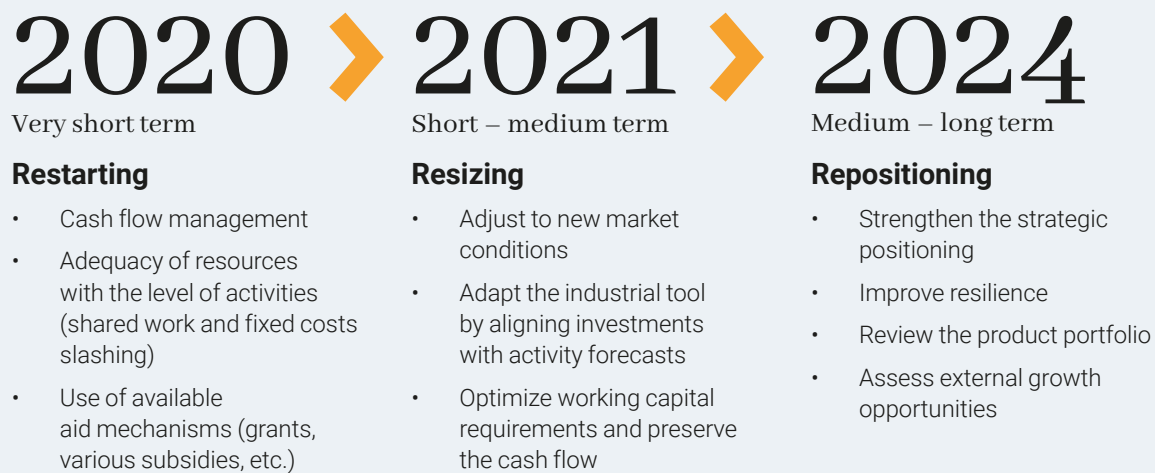 2020
Very short term
Restarting
• Cash flow management
• Adequacy of resources
with the level of activities
(shared work and fixed costs
slashing)
• Use of available
aid mechanisms (grants,
various subsidies, etc.)
2021
Short – medium term
Resizing
• Adjust to new market
conditions
• Adapt the industrial tool
by aligning investments
with activity forecasts
• Optimize working capital
requirements and preserve
the cash flow
2024
Medium – long term
Repositioning
• Strengthen the strategic
positioning
• Improve resilience
• Review the product portfolio
• Assess external growth
opportunities